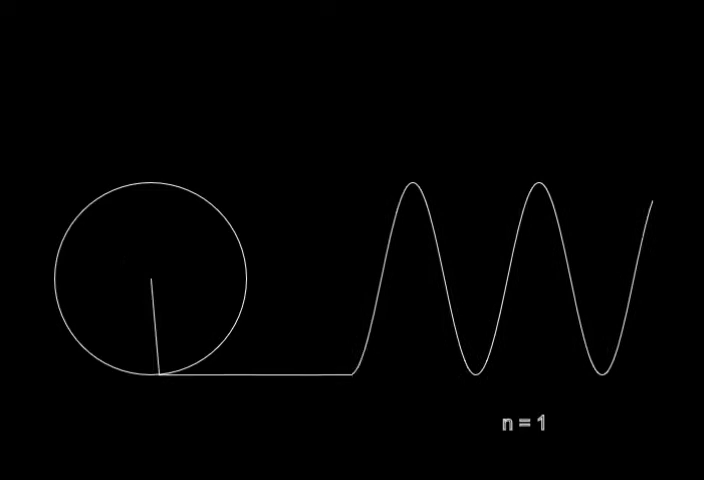 n = 1